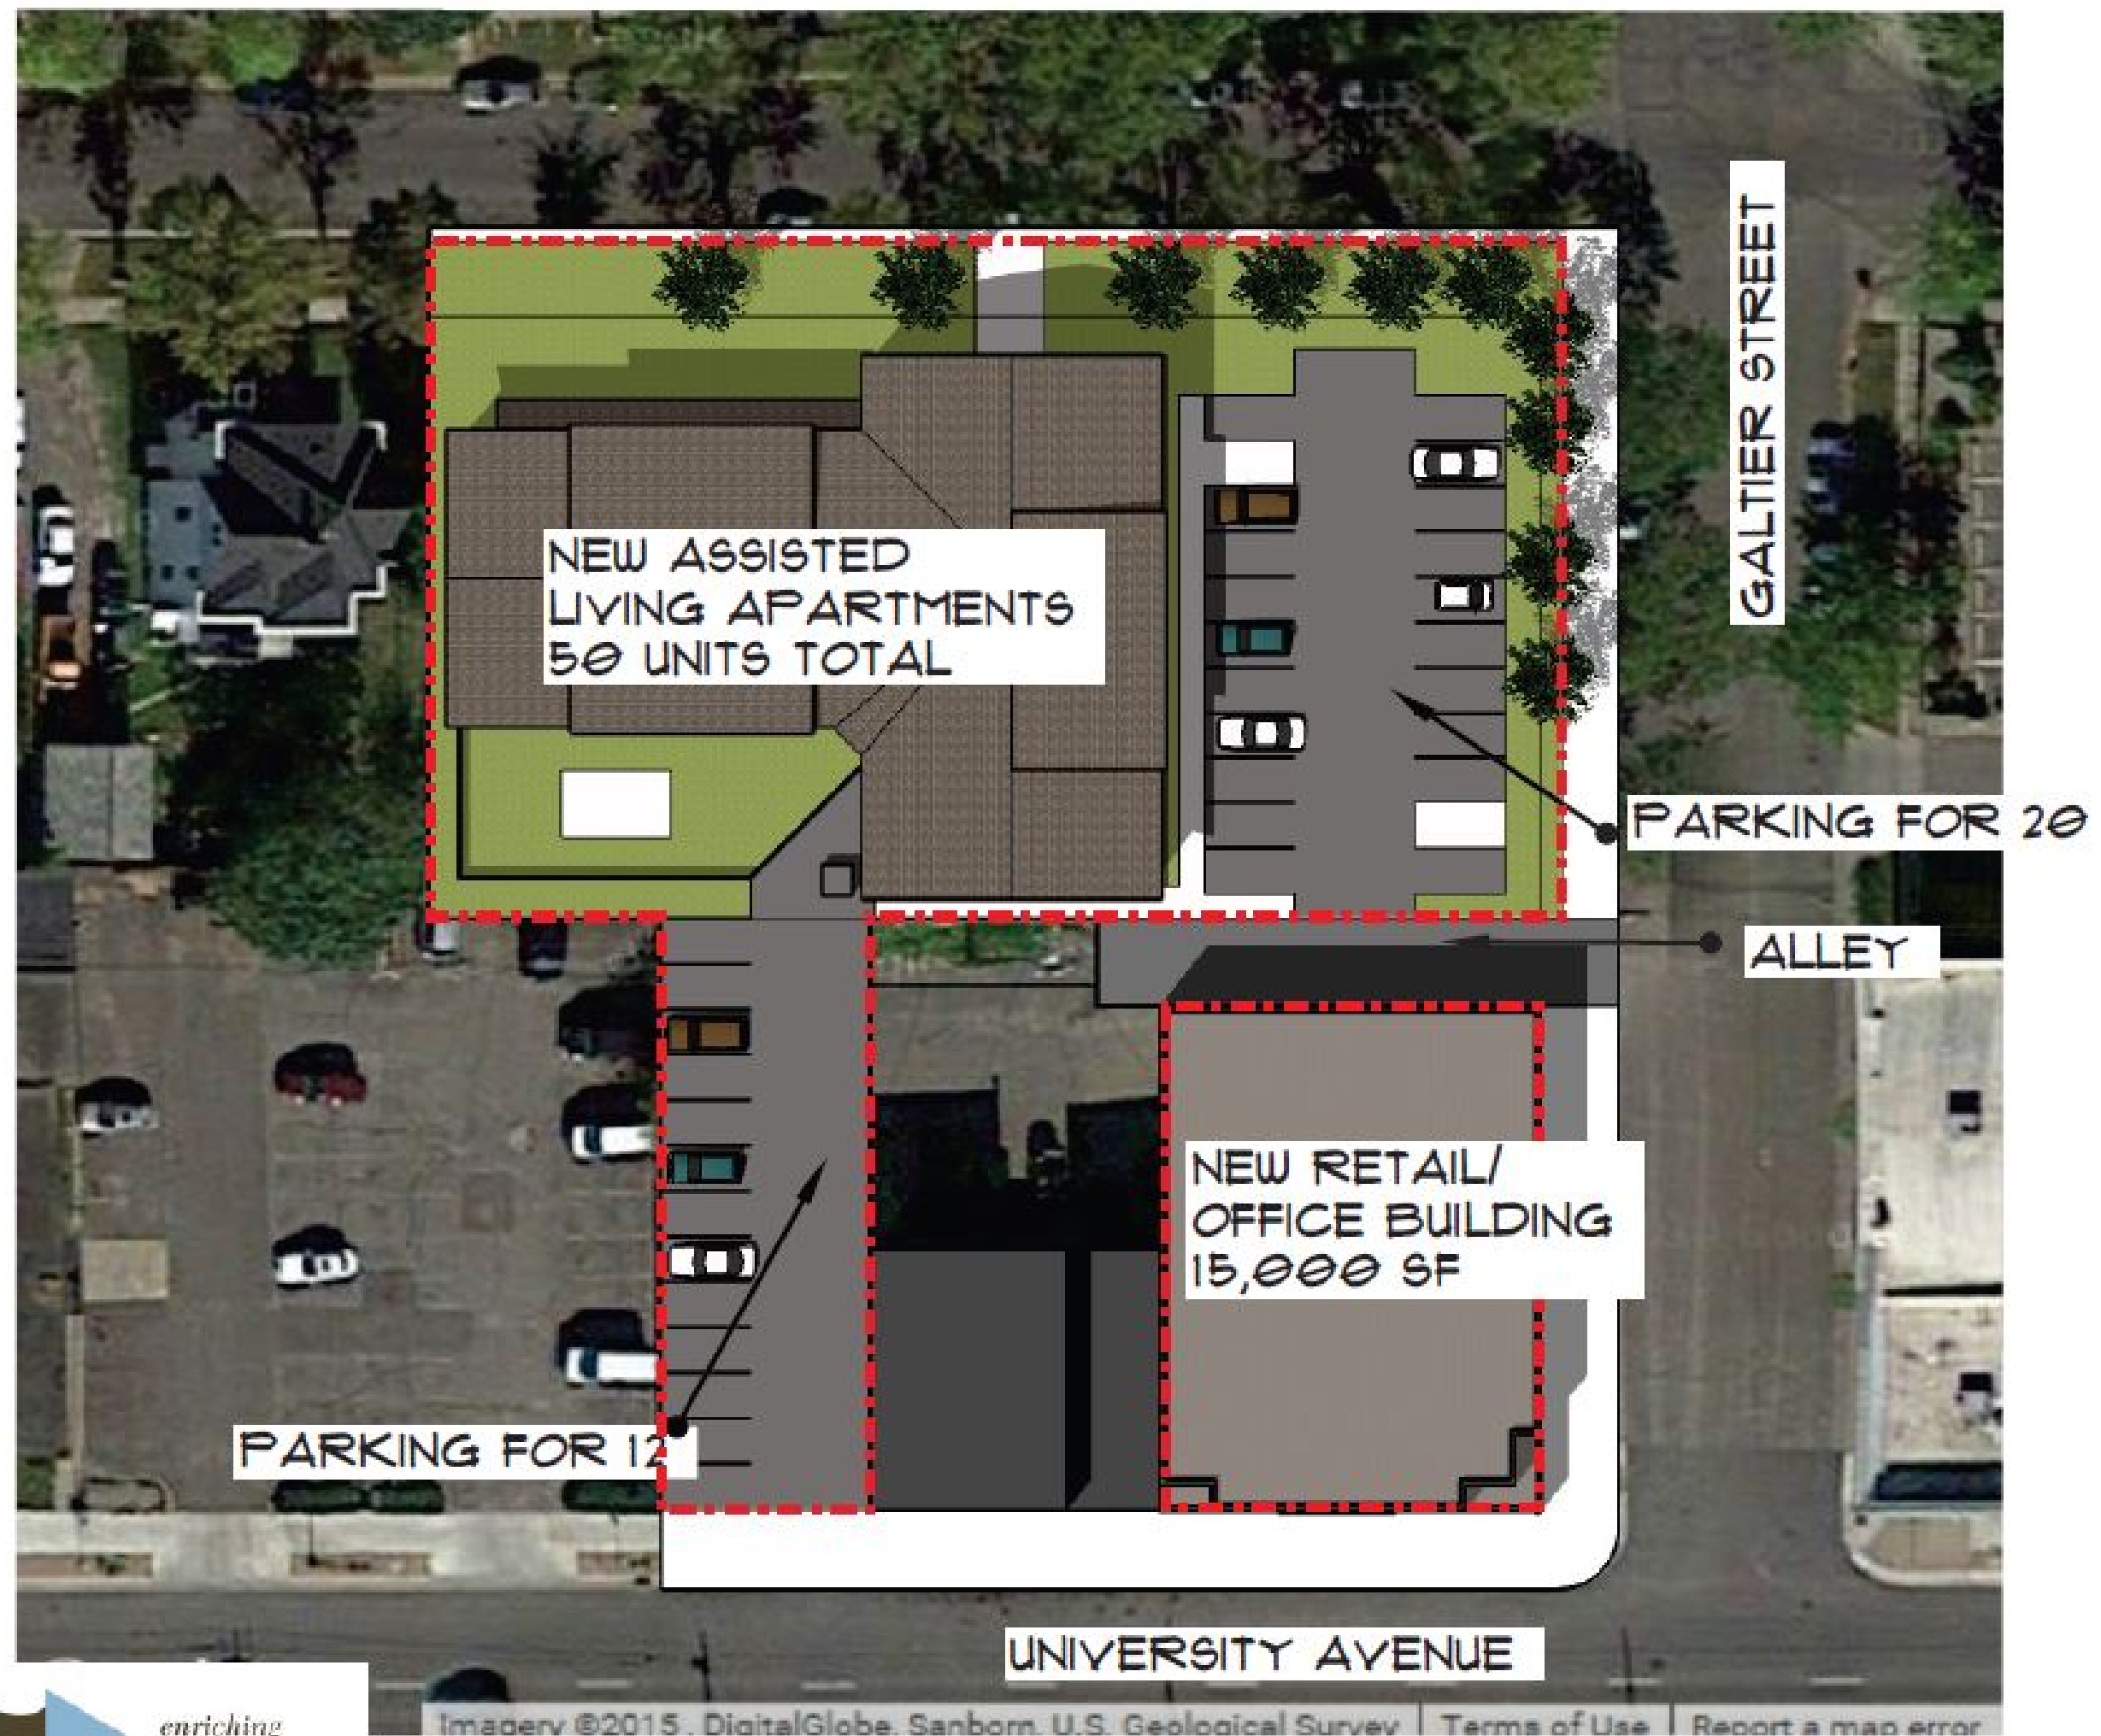 GALTIER STREET
NEW ASSISTED
LIVING APARTMENTS
50 UNITS TOTAL
PARKING FOR 20
ALLEY
NEW RETAIL/
OFFICE BUILDING
15,000 SF
PARKING FOR 12
UNIVERSITY AVENUE
enriching
Imagery ©2015, DigitalGlobe, Sanborn, U.S. Geological Survey
Terms of Use
Report a map error